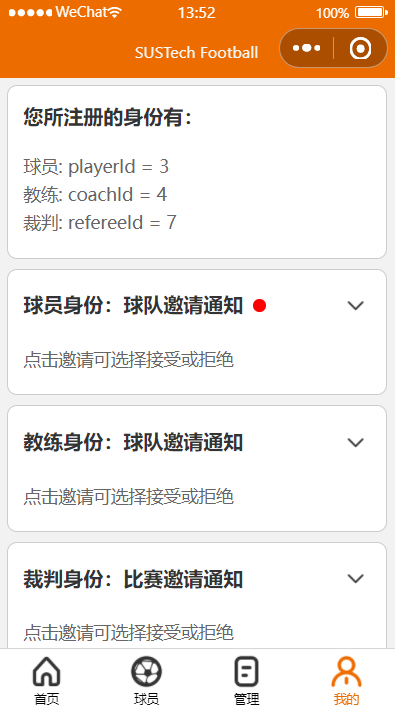 WeChat 13:52 100%
SUSTech Football
您所注册的身份有：
球员: playerId = 3
教练: coachId = 4
裁判: refereeId = 7
球员身份：球队邀请通知
点击邀请可选择接受或拒绝
教练身份：球队邀请通知
点击邀请可选择接受或拒绝
裁判身份：比赛邀请通知
点击邀请可选择接受或拒绝
首页 球员 管理 我的